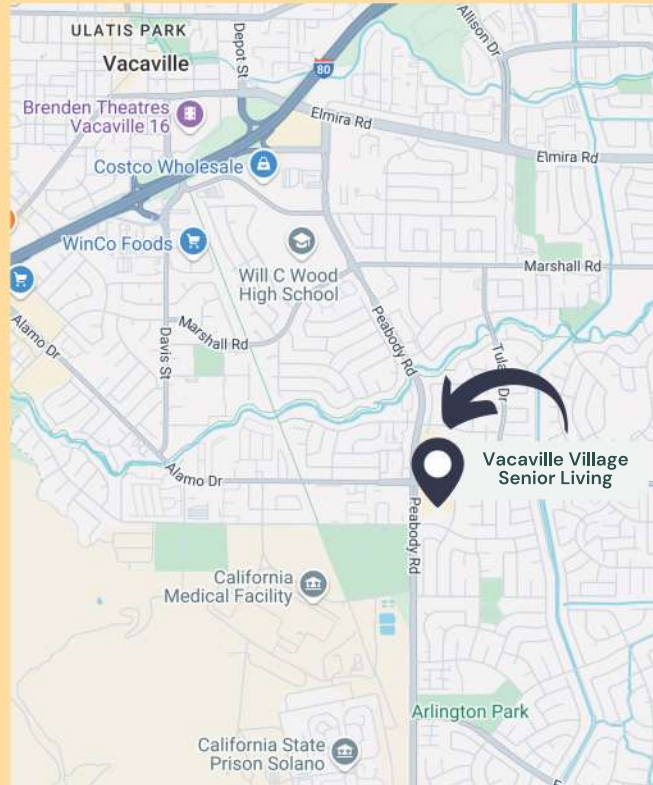 ULATIS PARK
Vacaville
Depot St
80
Allison Dr
Brenden Theatres
Vacaville 16
Elmira Rd
Elmira Rd
Costco Wholesale
WinCo Foods
Will C Wood
High School
Marshall Rd
Marshall Rd
Peabody Rd
Alamo Dr
Davis St
Dr
Vacaville Village
Senior Living
Alamo Dr
Peabody Rd
California
Medical Facility
Arlington Park
California State
Prison Solano